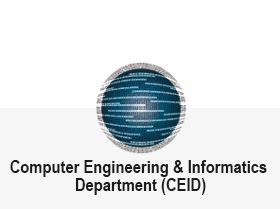 Computer Engineering & Informatics
Department (CEID)